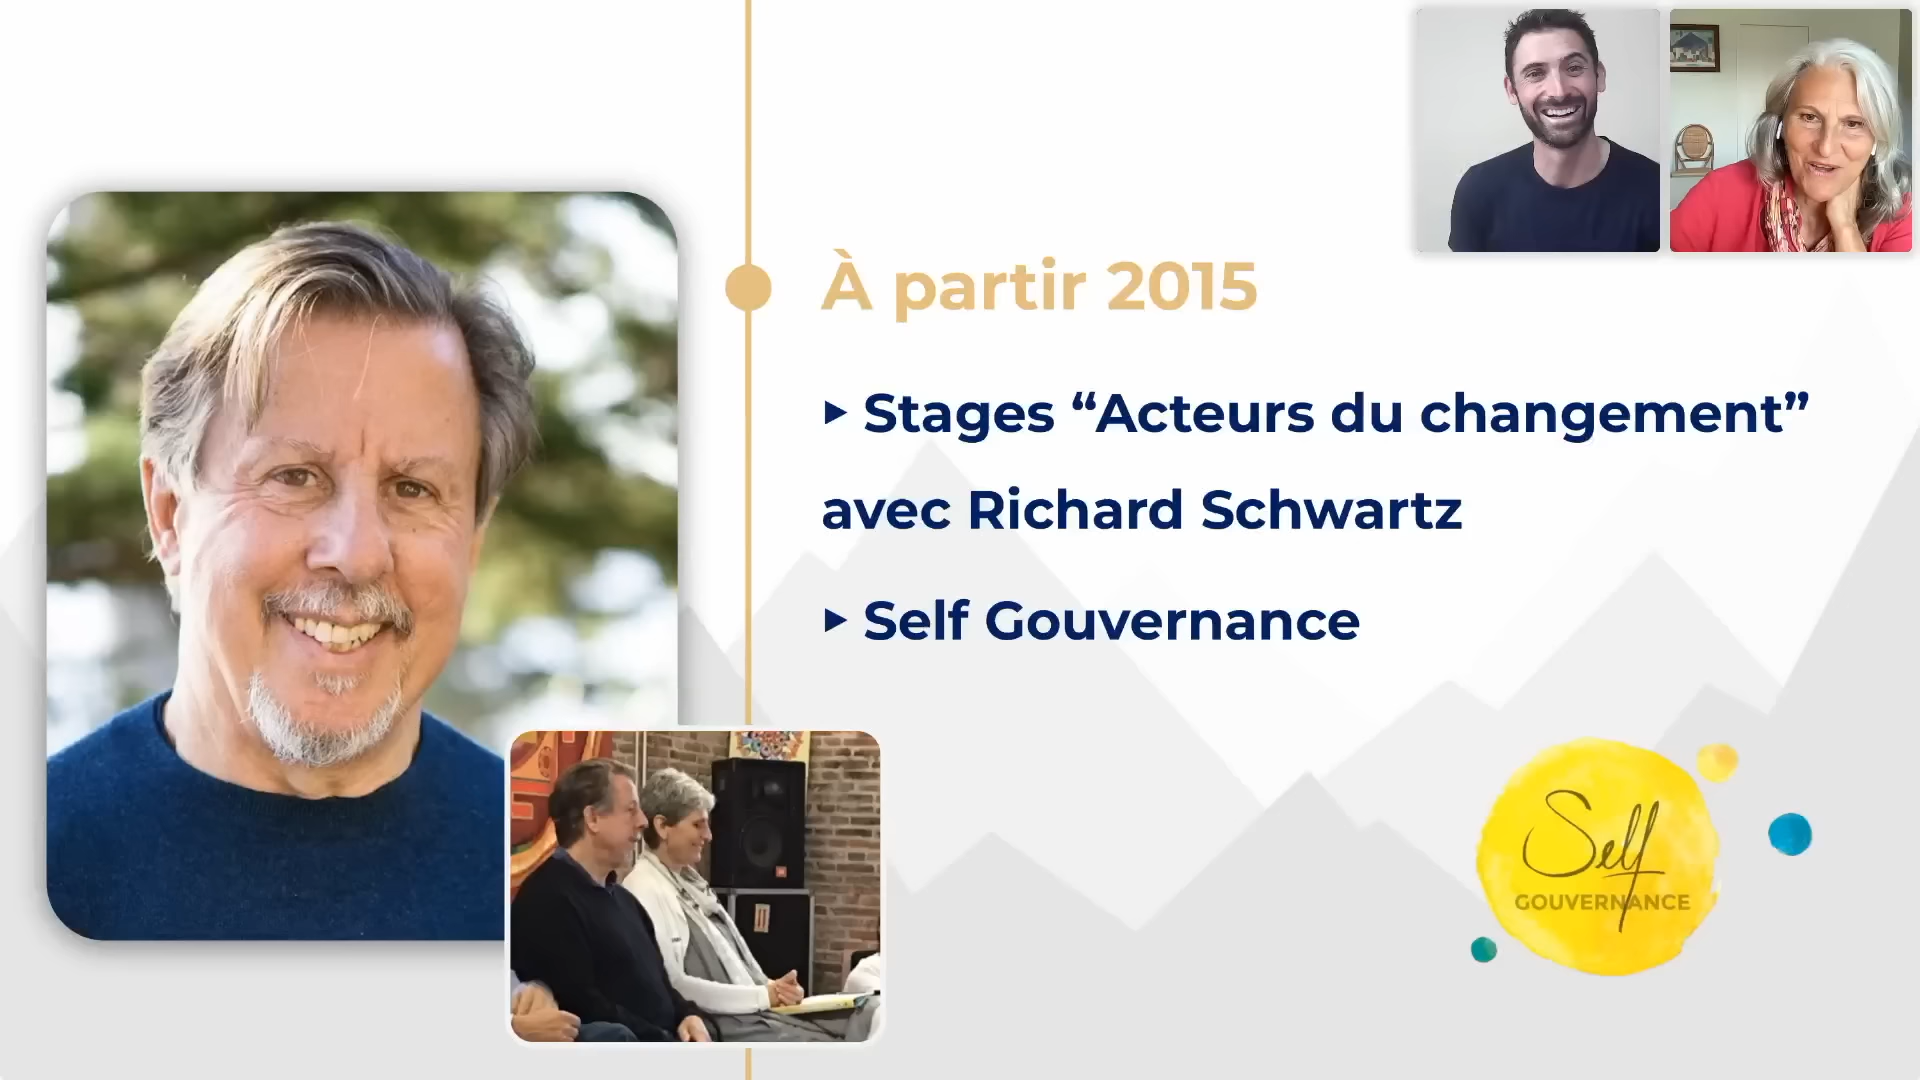 À partir 2015
▸ Stages “Acteurs du changement”
avec Richard Schwartz
▸ Self Gouvernance
Self
GOUVERNANCE